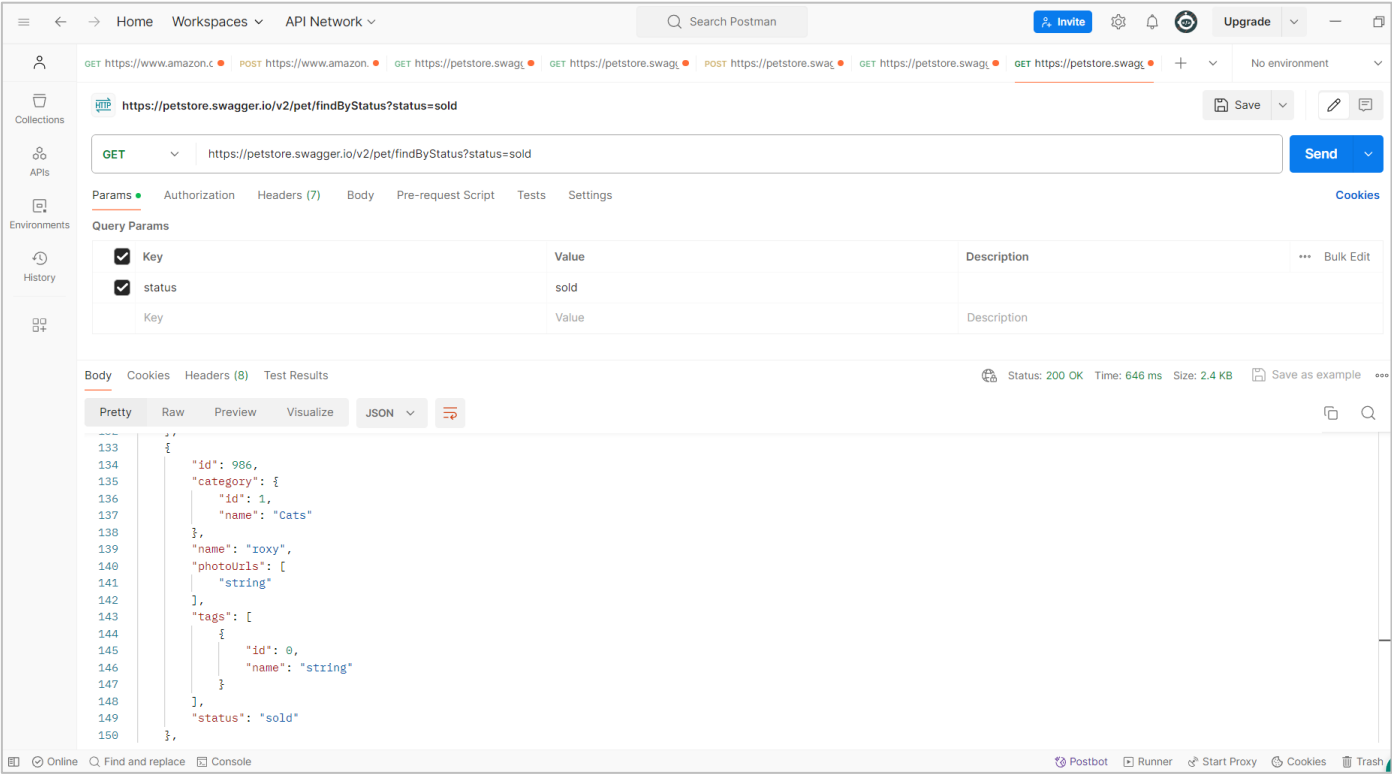 Home Workspaces API Network Search Postman Invite Upgrade
GET https://www.amazon.c POST https://www.amazon. GET https://petstore.swagg GET https://petstore.swagg POST https://petstore.swag GET https://petstore.swagg GET https://petstore.swagg No environment
HTTP https://petstore.swagger.io/v2/pet/findByStatus?status=sold Save
Collections
GET https://petstore.swagger.io/v2/pet/findByStatus?status=sold Send
APIs
Params Authorization Headers (7) Body Pre-request Script Tests Settings Cookies
Environments
Query Params
Key Value Description ••• Bulk Edit
History
status sold
Key Value Description
Body Cookies Headers (8) Test Results Status: 200 OK Time: 646 ms Size: 2.4 KB Save as example
Pretty Raw Preview Visualize JSON
132 },
133 {
134 "id": 986,
135 "category": {
136 "id": 1,
137 "name": "Cats"
138 },
139 "name": "roxy",
140 "photoUrls": [
141 "string"
142 ],
143 "tags": [
144 {
145 "id": 0,
146 "name": "string"
147 }
148 ],
149 "status": "sold"
150 },
Online Find and replace Console Postbot Runner Start Proxy Cookies Trash